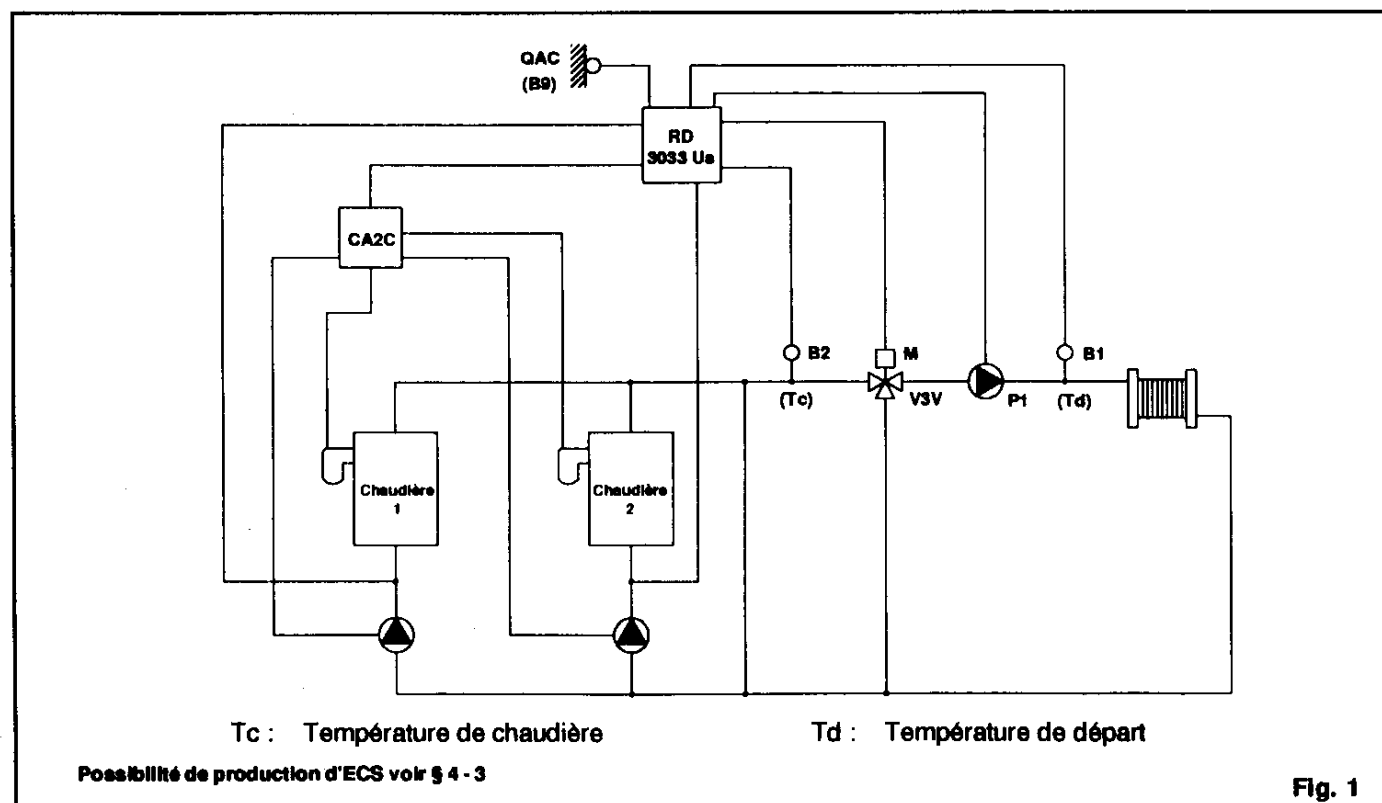 QAC
(B9)
RD
3033 Us
CA2C
B2
M
B1
(Tc)
V3V
P1
(Td)
Chaudière
1
Chaudière
2
Tc : Température de chaudière
Td : Température de départ
Possibilité de production d'ECS voir § 4 - 3
Fig. 1